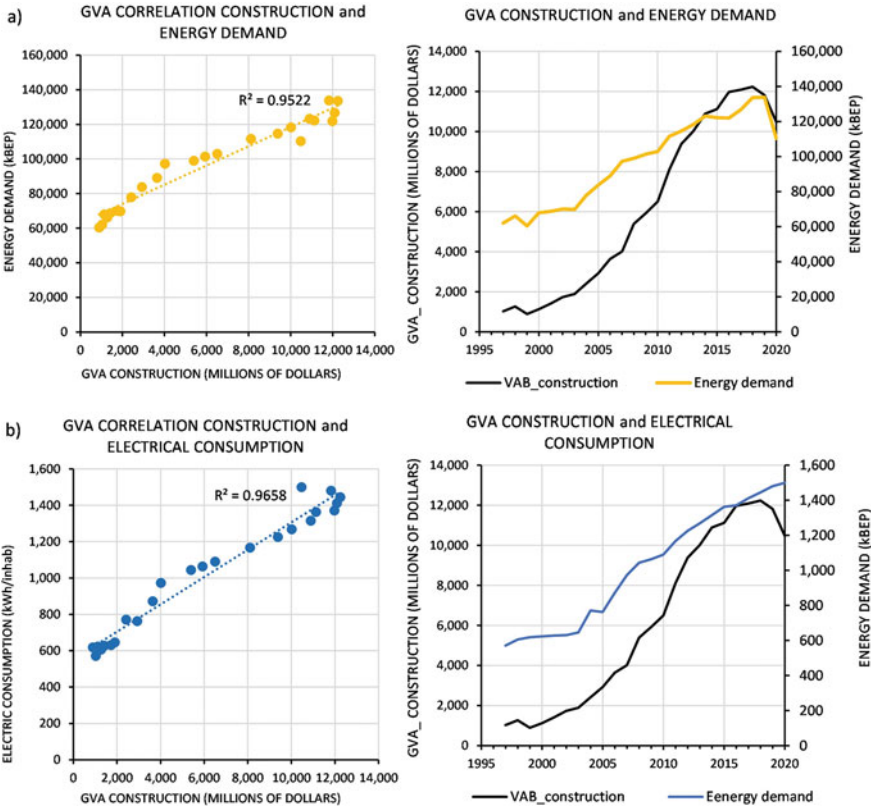 a)
GVA CORRELATION CONSTRUCTION and
ENERGY DEMAND
160,000
140,000
120,000
100,000
80,000
60,000
40,000
20,000
0
R² = 0.9522
ENERGY DEMAND (kBEP)
0 2,000 4,000 6,000 8,000 10,000 12,000 14,000
GVA CONSTRUCTION (MILLIONS OF DOLLARS)
GVA CONSTRUCTION and ENERGY DEMAND
14,000
12,000
10,000
8,000
6,000
4,000
2,000
0
GVA_ CONSTRUCTION (MILLIONS OF DOLLARS)
160,000
140,000
120,000
100,000
80,000
60,000
40,000
20,000
0
ENERGY DEMAND (kBEP)
1995 2000 2005 2010 2015 2020
VAB_construction Energy demand
b)
GVA CORRELATION CONSTRUCTION and
ELECTRICAL CONSUMPTION
1,600
1,400
1,200
1,000
800
600
400
200
0
R² = 0.9658
ELECTRIC CONSUMPTION (kWh/inhab)
0 2,000 4,000 6,000 8,000 10,000 12,000 14,000
GVA CONSTRUCTION (MILLIONS OF DOLLARS)
GVA CONSTRUCTION and ELECTRICAL
CONSUMPTION
14,000
12,000
10,000
8,000
6,000
4,000
2,000
0
GVA_ CONSTRUCTION (MILLIONS OF DOLLARS)
1,600
1,400
1,200
1,000
800
600
400
200
0
ENERGY DEMAND (kBEP)
1995 2000 2005 2010 2015 2020
VAB_construction Eenergy demand